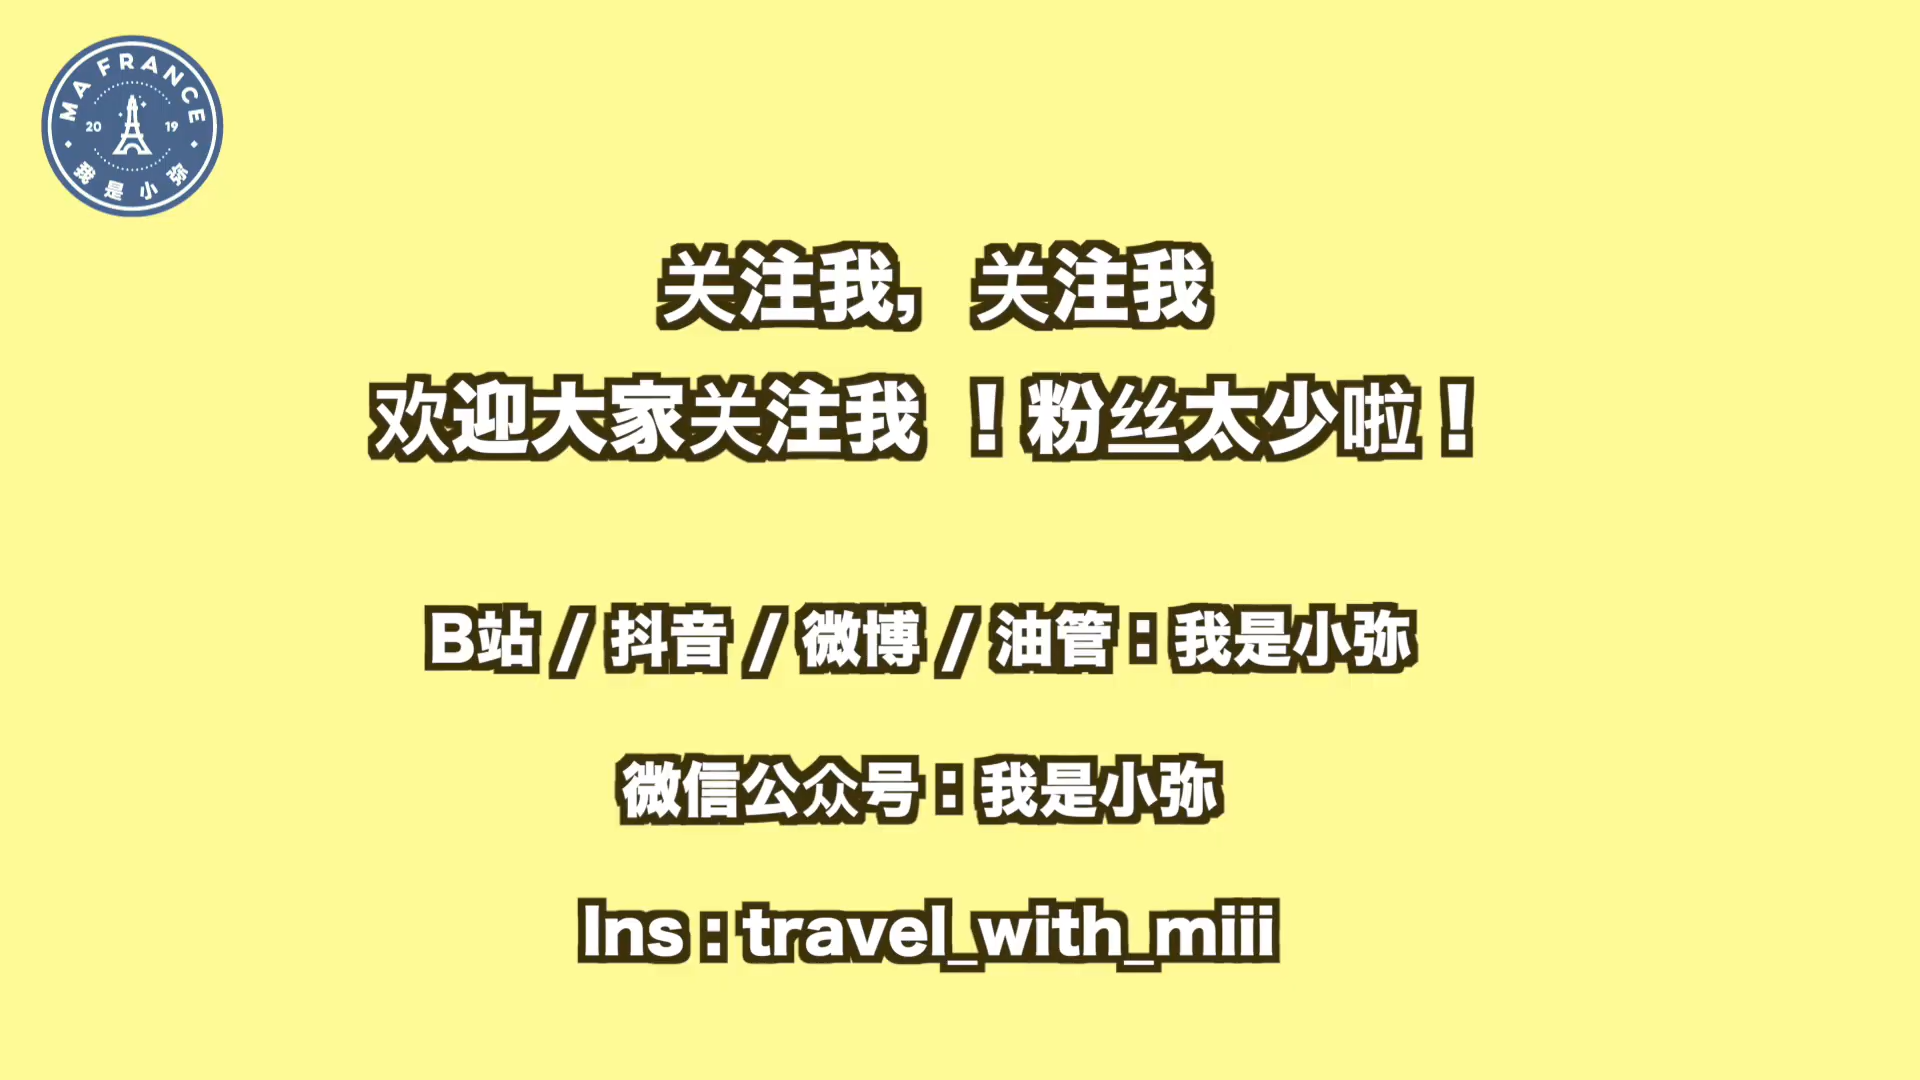 MA FRANCE
20 19
我是小弥
关注我，关注我
欢迎大家关注我 ！粉丝太少啦！
B站 / 抖音 / 微博 / 油管：我是小弥
微信公众号：我是小弥
Ins : travel_with_miii